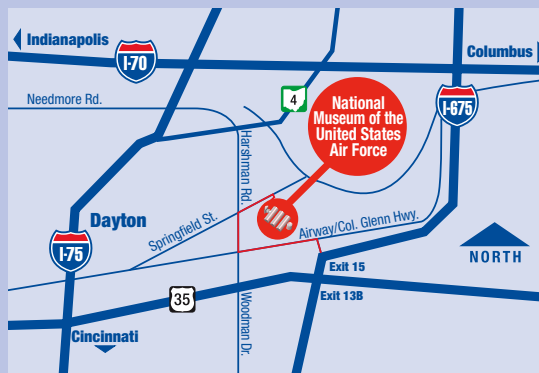 Indianapolis
I-70
Columbus
Needmore Rd.
4
National
Museum of the
United States
Air Force
I-675
Harshman Rd.
Dayton
Springfield St.
Airway/Col. Glenn Hwy.
I-75
NORTH
Exit 15
35
Exit 13B
Woodman Dr.
Cincinnati